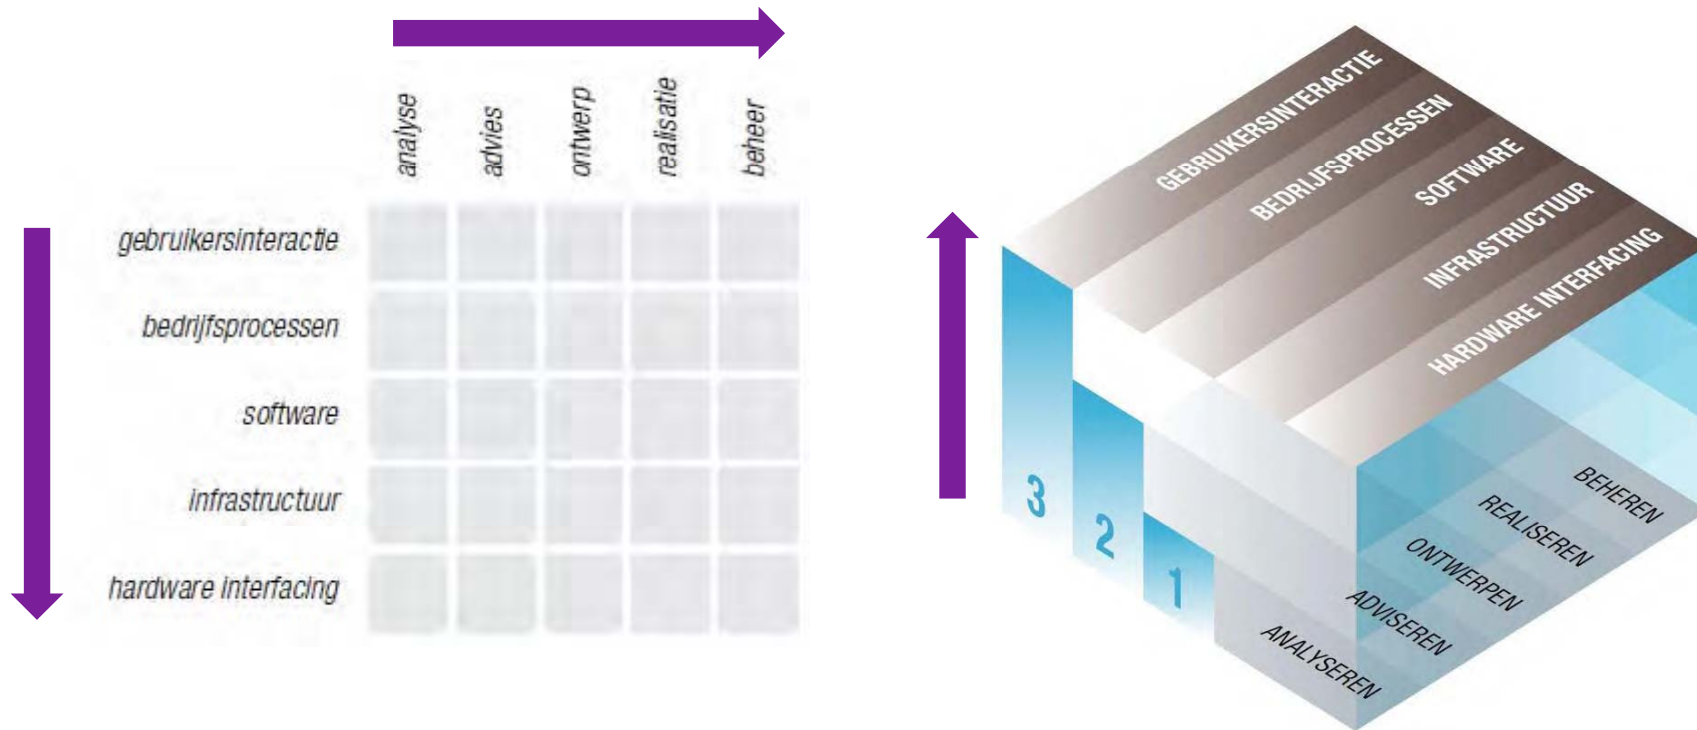 analyse
advies
ontwerp
realisatie
beheer
gebruikersinteractie
bedrijfsprocessen
software
infrastructuur
hardware interfacing
GEBRUIKERSINTERACTIE
BEDRIJFSPROCESSEN
SOFTWARE
INFRASTRUCTUUR
HARDWARE INTERFACING
3
2
1
BEHEREN
REALISEREN
ONTWERPEN
ADVISEREN
ANALYSEREN